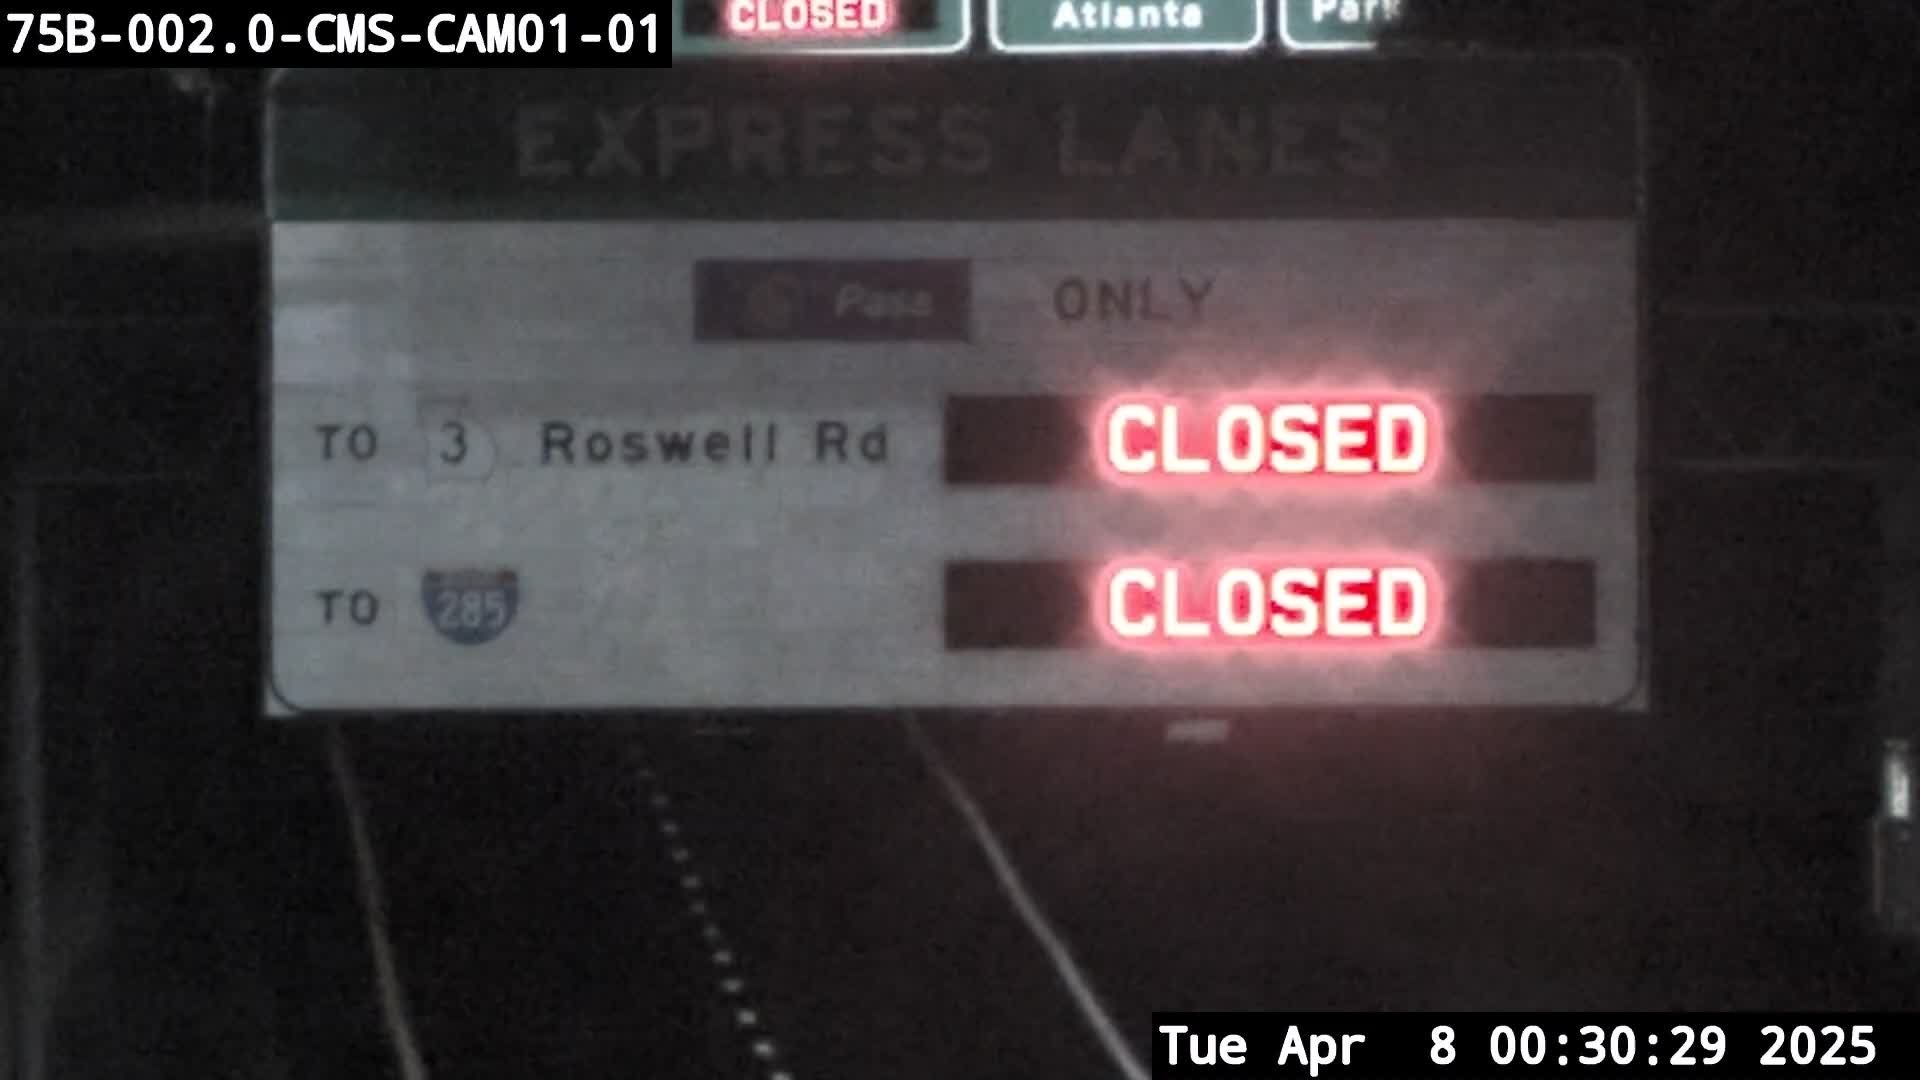 75B-002.0-CMS-CAM01-01
CLOSED
Atlanta
Park
EXPRESS LANES
Pass ONLY
TO 3 Roswell Rd CLOSED
TO 285 CLOSED
Tue Apr 8 00:30:29 2025